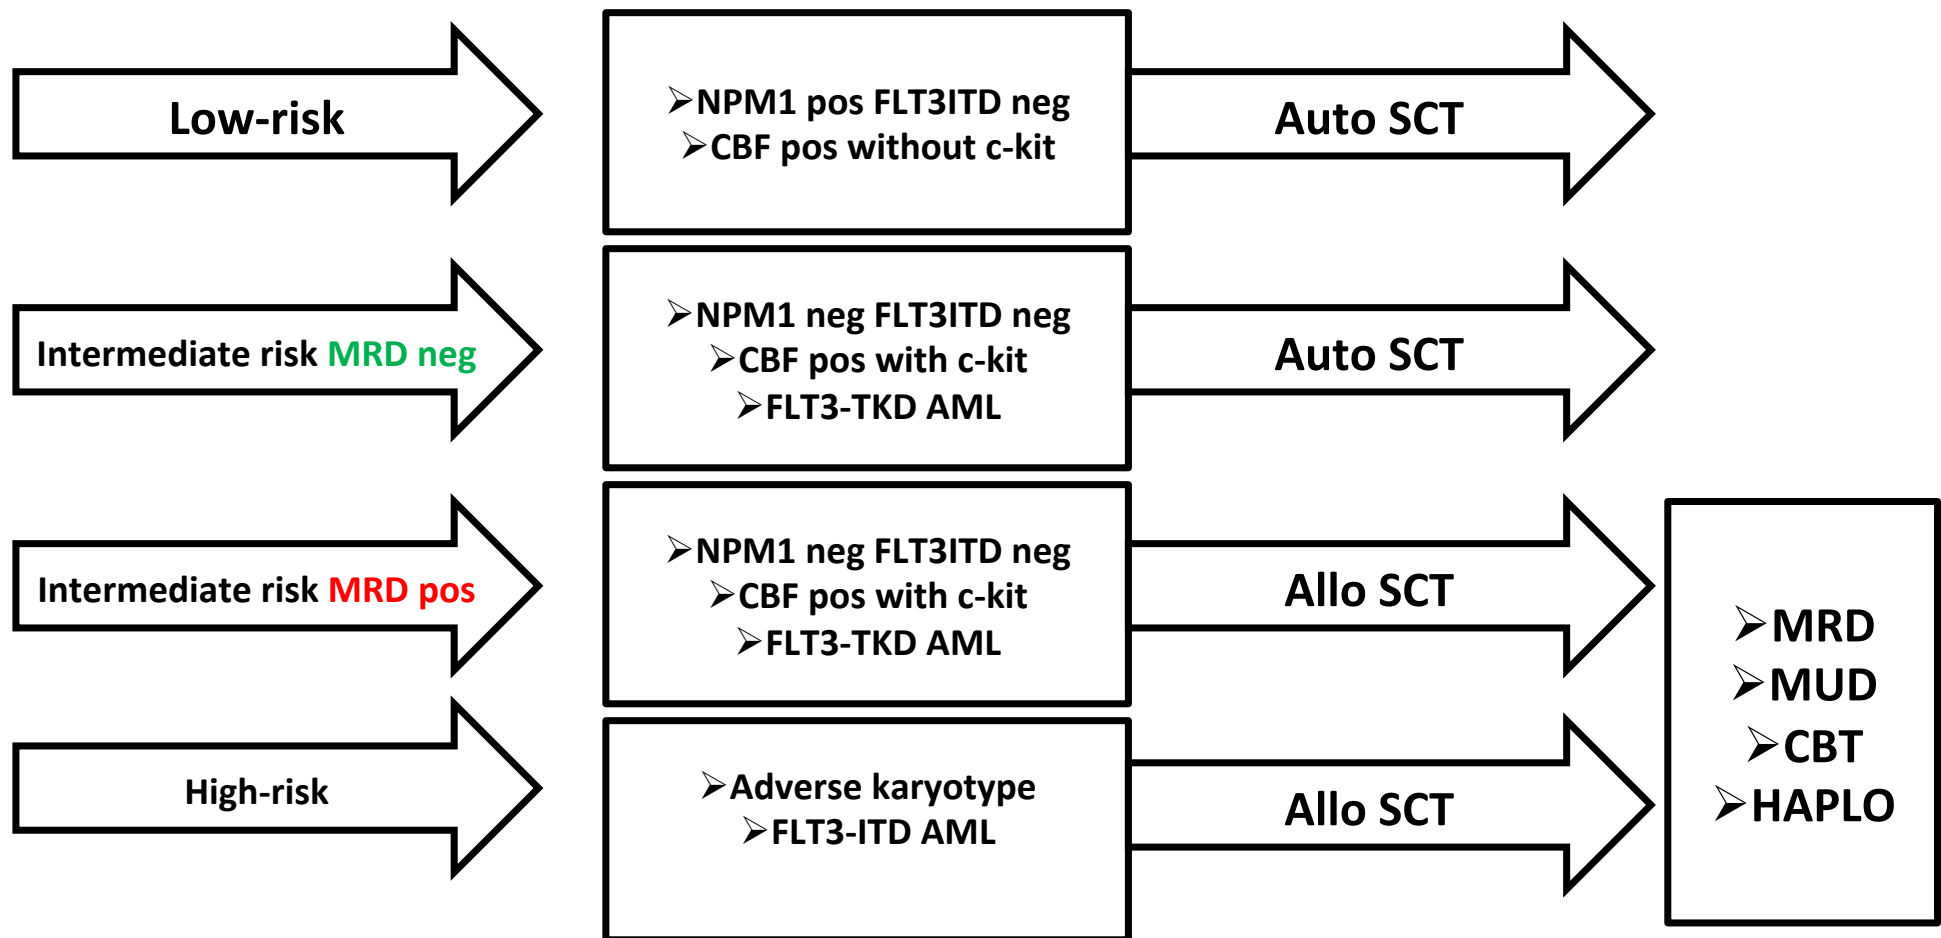 Low-risk
➢NPM1 pos FLT3ITD neg
➢CBF pos without c-kit
Auto SCT
Intermediate risk MRD neg
➢NPM1 neg FLT3ITD neg
➢CBF pos with c-kit
➢FLT3-TKD AML
Auto SCT
Intermediate risk MRD pos
➢NPM1 neg FLT3ITD neg
➢CBF pos with c-kit
➢FLT3-TKD AML
Allo SCT
High-risk
➢Adverse karyotype
➢FLT3-ITD AML
Allo SCT
➢MRD
➢MUD
➢CBT
➢HAPLO